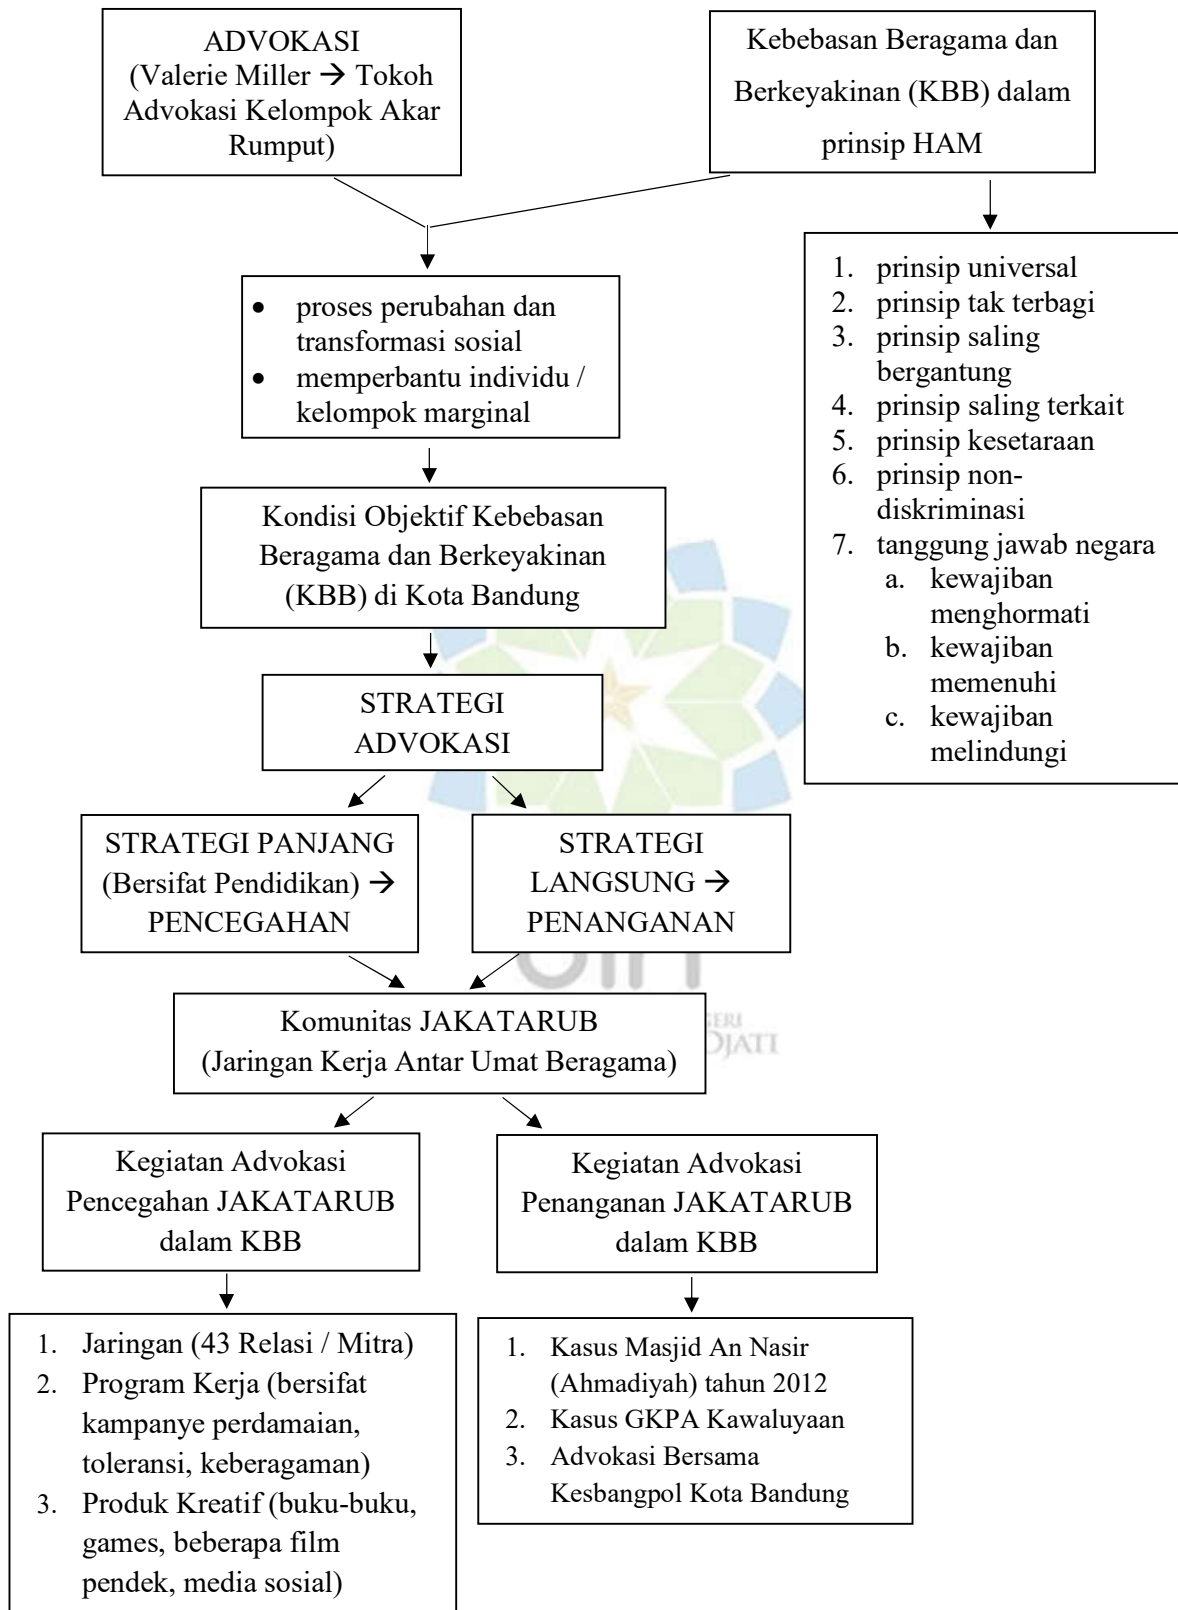 ADVOKASI
(Valerie Miller → Tokoh
Advokasi Kelompok Akar
Rumput)
Kebebasan Beragama dan
Berkeyakinan (KBB) dalam
prinsip HAM
• proses perubahan dan
transformasi sosial
• memperbantu individu /
kelompok marginal
1. prinsip universal
2. prinsip tak terbagi
3. prinsip saling
bergantung
4. prinsip saling terkait
5. prinsip kesetaraan
6. prinsip non-
diskriminasi
7. tanggung jawab negara
a. kewajiban
menghormati
b. kewajiban
memenuhi
c. kewajiban
melindungi
Kondisi Objektif Kebebasan
Beragama dan Berkeyakinan
(KBB) di Kota Bandung
STRATEGI
ADVOKASI
STRATEGI PANJANG
(Bersifat Pendidikan) →
PENCEGAHAN
STRATEGI
LANGSUNG →
PENANGANAN
Komunitas JAKATARUB
(Jaringan Kerja Antar Umat Beragama)
Kegiatan Advokasi
Pencegahan JAKATARUB
dalam KBB
Kegiatan Advokasi
Penanganan JAKATARUB
dalam KBB
1. Jaringan (43 Relasi / Mitra)
2. Program Kerja (bersifat
kampanye perdamaian,
toleransi, keberagaman)
3. Produk Kreatif (buku-buku,
games, beberapa film
pendek, media sosial)
1. Kasus Masjid An Nasir
(Ahmadiyah) tahun 2012
2. Kasus GKPA Kawaluyaan
3. Advokasi Bersama
Kesbangpol Kota Bandung